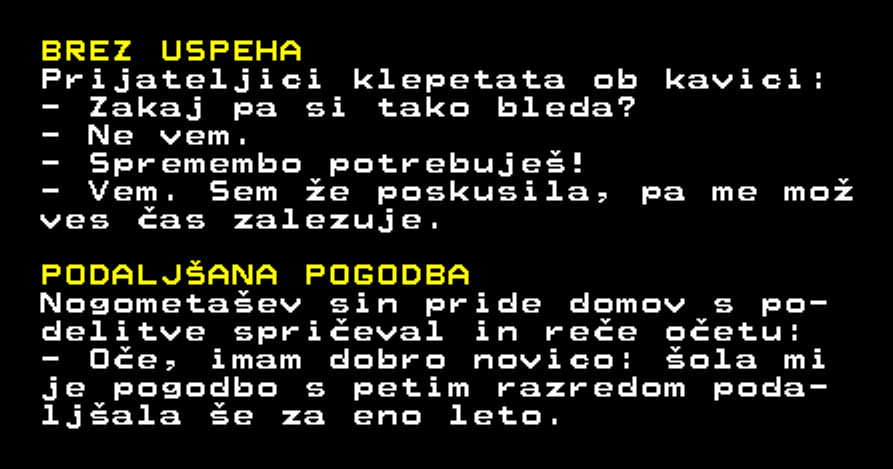 BREZ USPEHA
Prijateljici klepetata ob kavici:
- Zakaj pa si tako bleda?
- Ne vem.
- Spremembo potrebuješ!
- Vem. Sem že poskusila, pa me mož
ves čas zalezuje.
PODALJŠANA POGODBA
Nogometašev sin pride domov s po-
delitve spričeval in reče očetu:
- Oče, imam dobro novico: šola mi
je pogodbo s petim razredom poda-
ljšala še za eno leto.